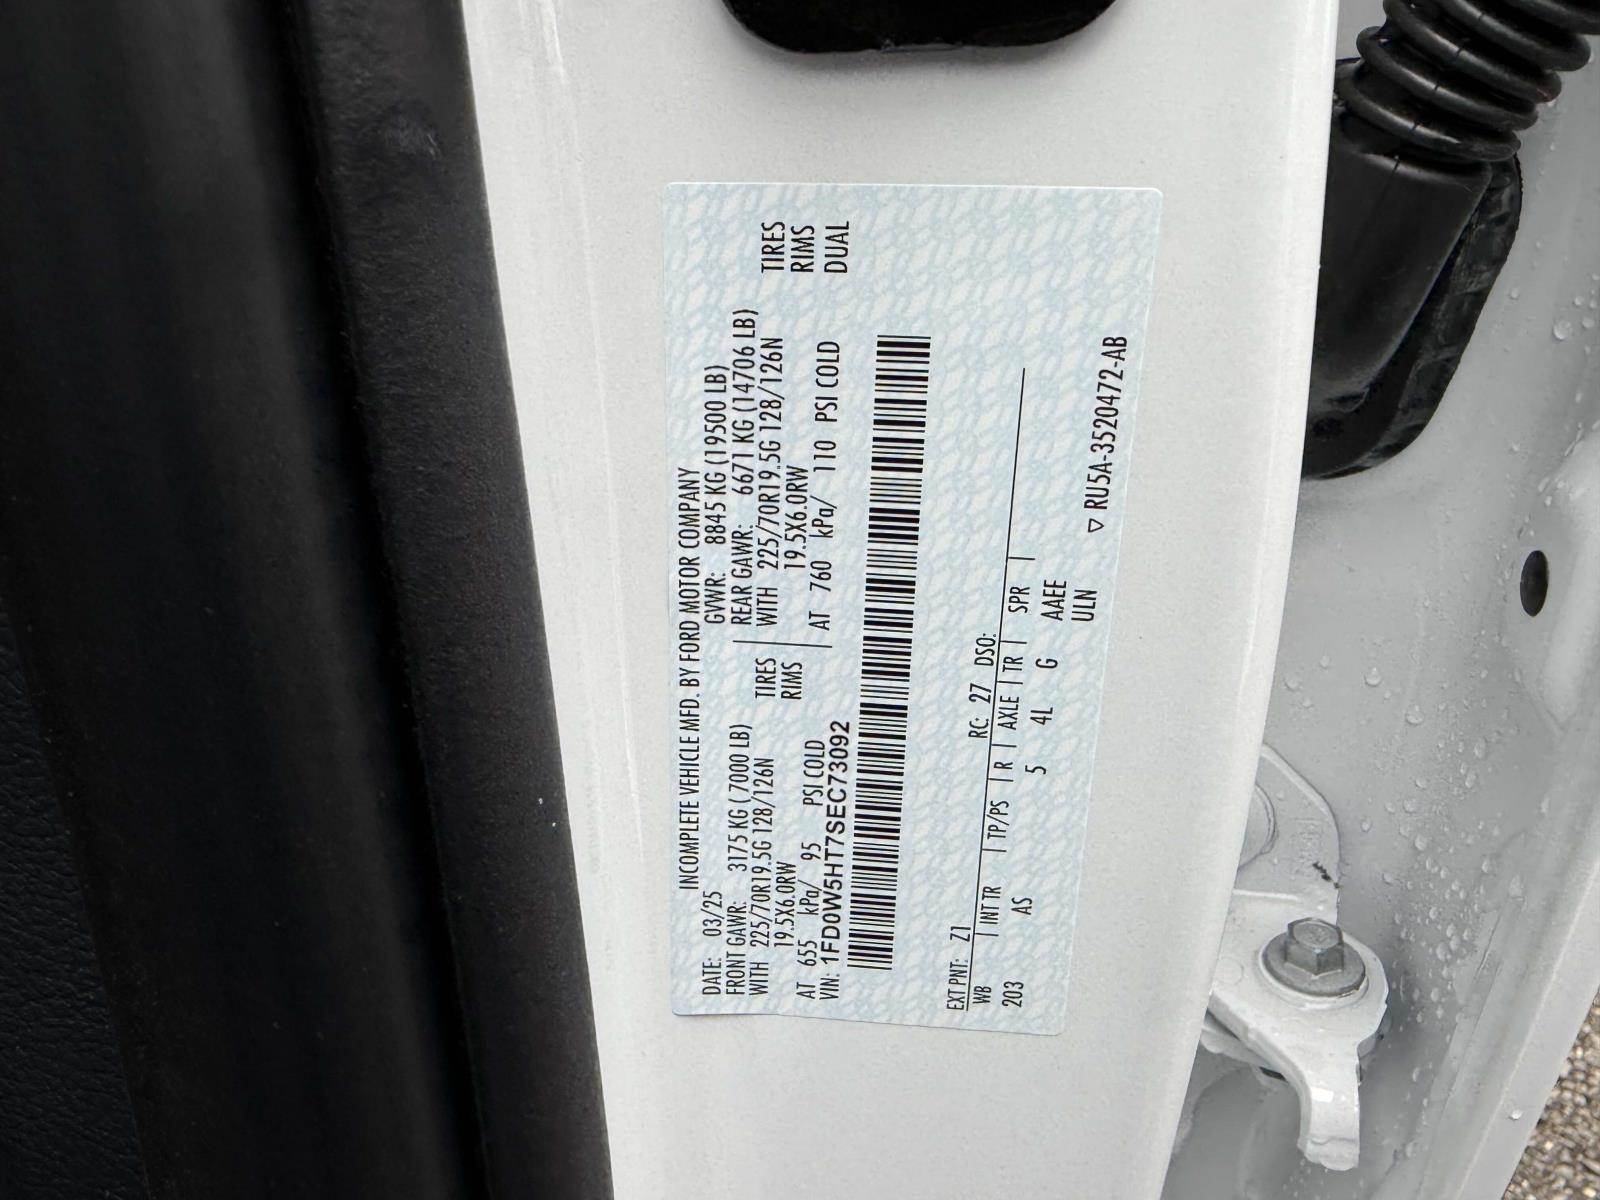 INCOMPLETE VEHICLE MFD. BY FORD MOTOR COMPANY
DATE: 03/25 GVWR: 8845 KG (19500 LB)
FRONT GAWR: 3175 KG (7000 LB) REAR GAWR: 6671 KG (14706 LB)
WITH 225/70R19.5G 128/126N TIRES WITH 225/70R19.5G 128/126N TIRES
19.5X6.0RW RIMS 19.5X6.0RW RIMS
AT 655 kPa/ 95 PSI COLD AT 760 kPa/ 110 PSI COLD DUAL
VIN: 1FD0W5HT7SEC73092
EXT PNT: Z1 RC: 27 DSO:
WB | INT TR | TP/PS | R | AXLE | TR | SPR |
203 AS 5 4L G AAEE
ULN
▽ RU5A-3520472-AB